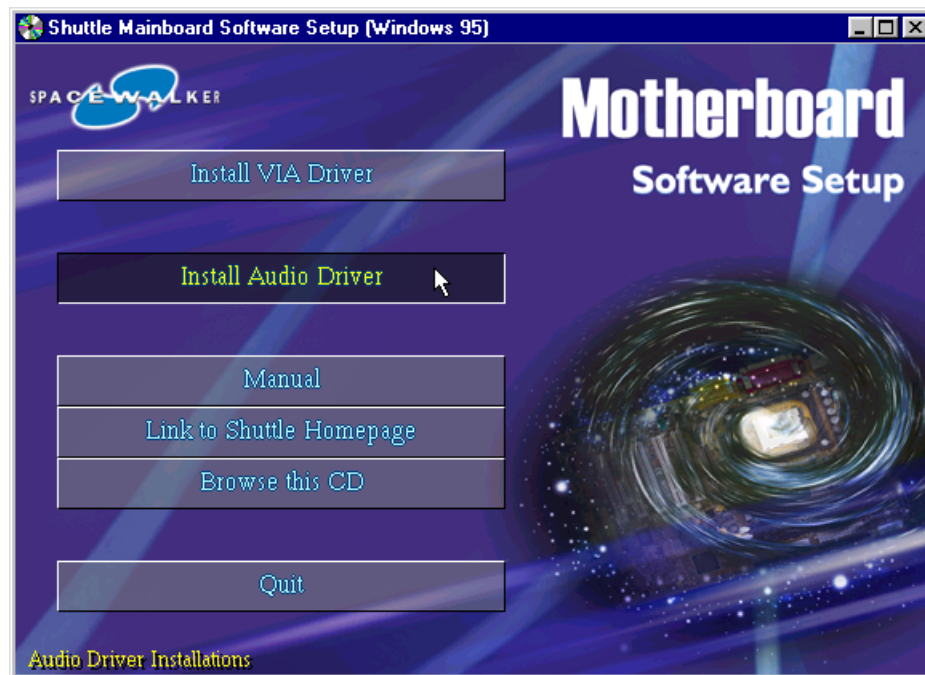 Shuttle Mainboard Software Setup (Windows 95)
SPACEWALKER
Motherboard
Software Setup
Install VIA Driver
Install Audio Driver
Manual
Link to Shuttle Homepage
Browse this CD
Quit
Audio Driver Installations